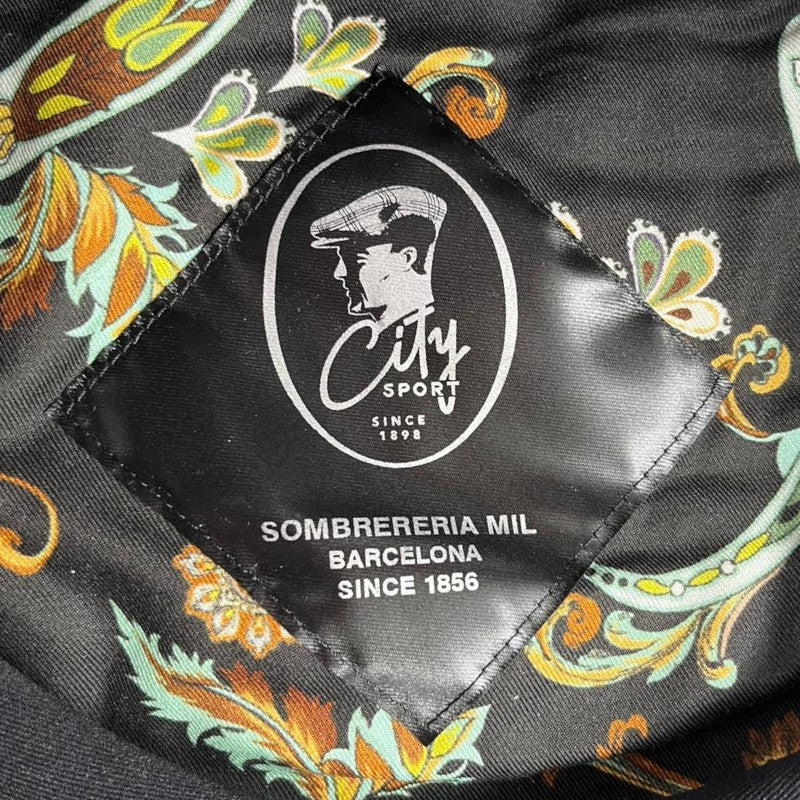 City
SPORT
SINCE
1898
SOMBRERERIA MIL
BARCELONA
SINCE 1856